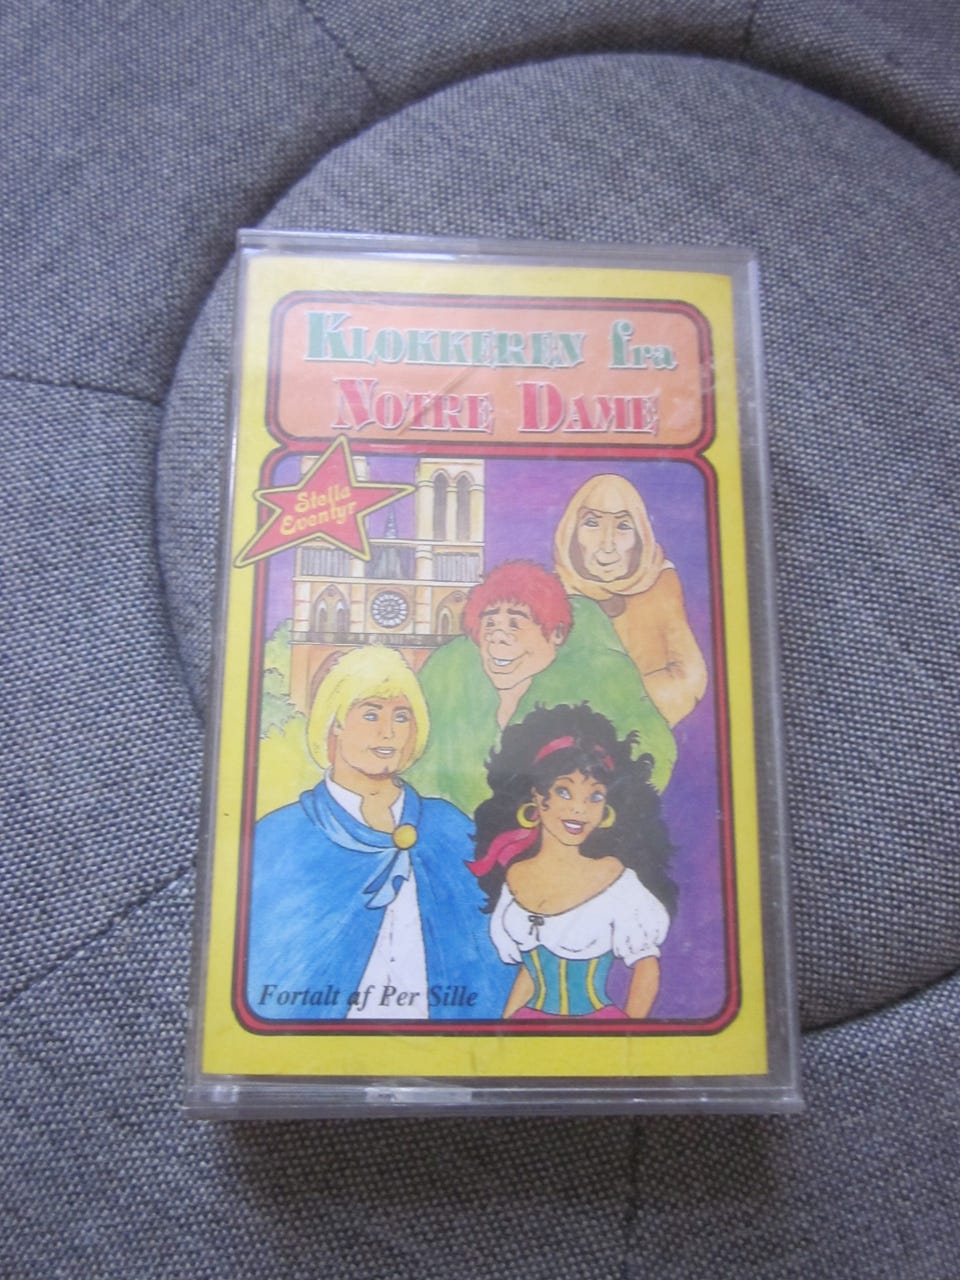 KLOKKEREN fra
NOTRE DAME
Stella
Eventyr
Fortalt af Per Sille